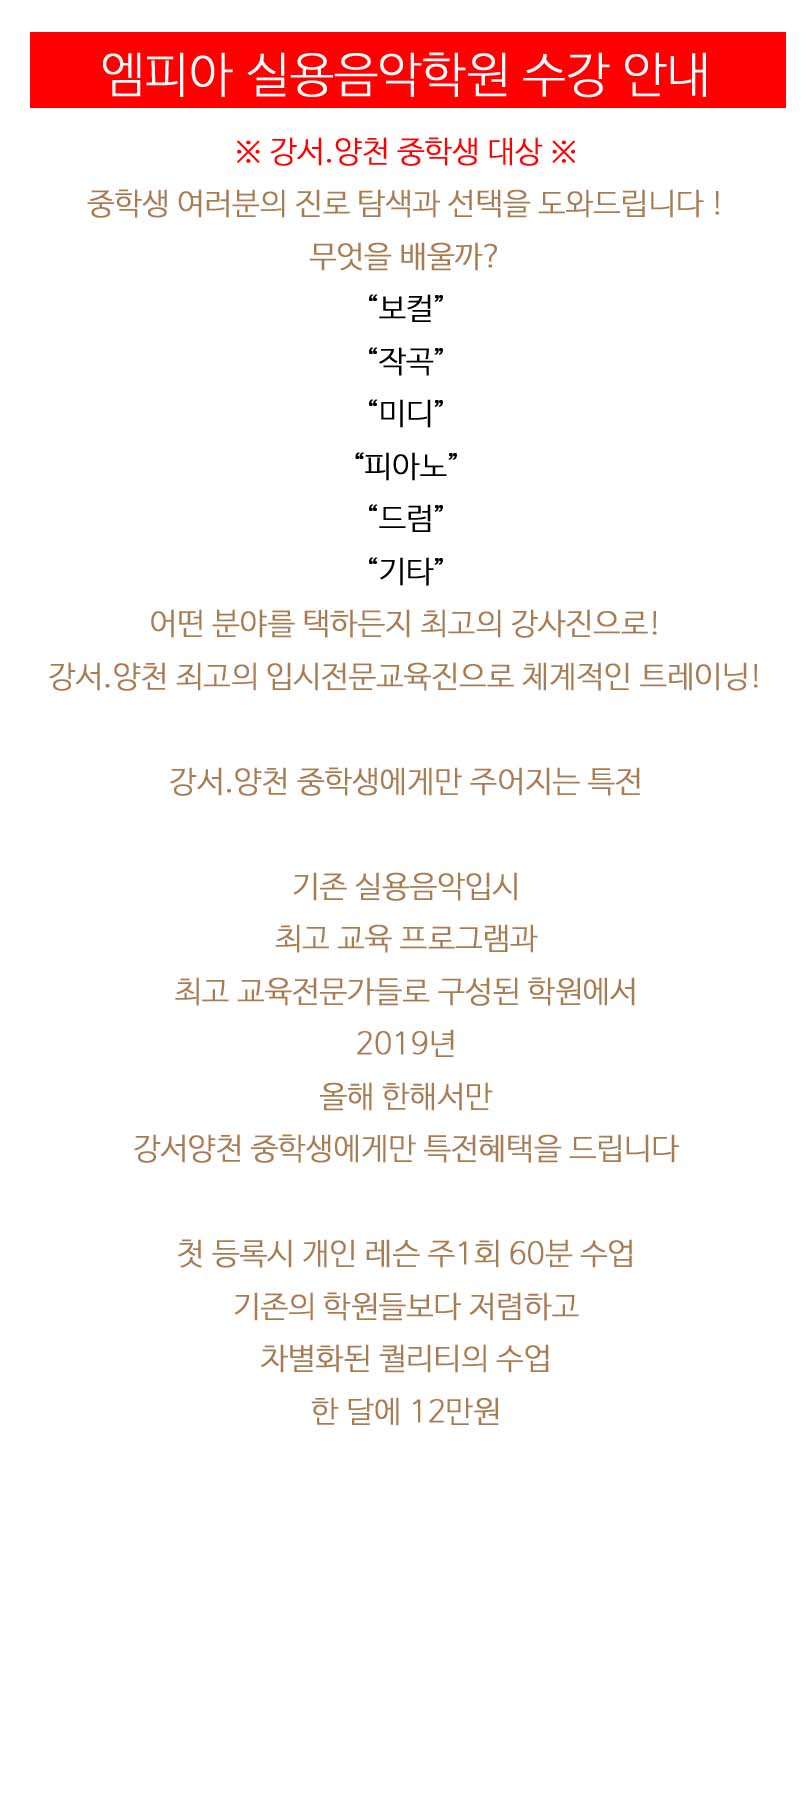 엠피아 실용음악학원 수강 안내
※ 강서.양천 중학생 대상 ※
중학생 여러분의 진로 탐색과 선택을 도와드립니다 !
무엇을 배울까?
“보컬”
“작곡”
“미디”
“피아노”
“드럼”
“기타”
어떤 분야를 택하든지 최고의 강사진으로!
강서.양천 죄고의 입시전문교육진으로 체계적인 트레이닝!
강서.양천 중학생에게만 주어지는 특전
기존 실용음악입시
최고 교육 프로그램과
최고 교육전문가들로 구성된 학원에서
2019년
올해 한해서만
강서양천 중학생에게만 특전혜택을 드립니다
첫 등록시 개인 레슨 주1회 60분 수업
기존의 학원들보다 저렴하고
차별화된 퀄리티의 수업
한 달에 12만원